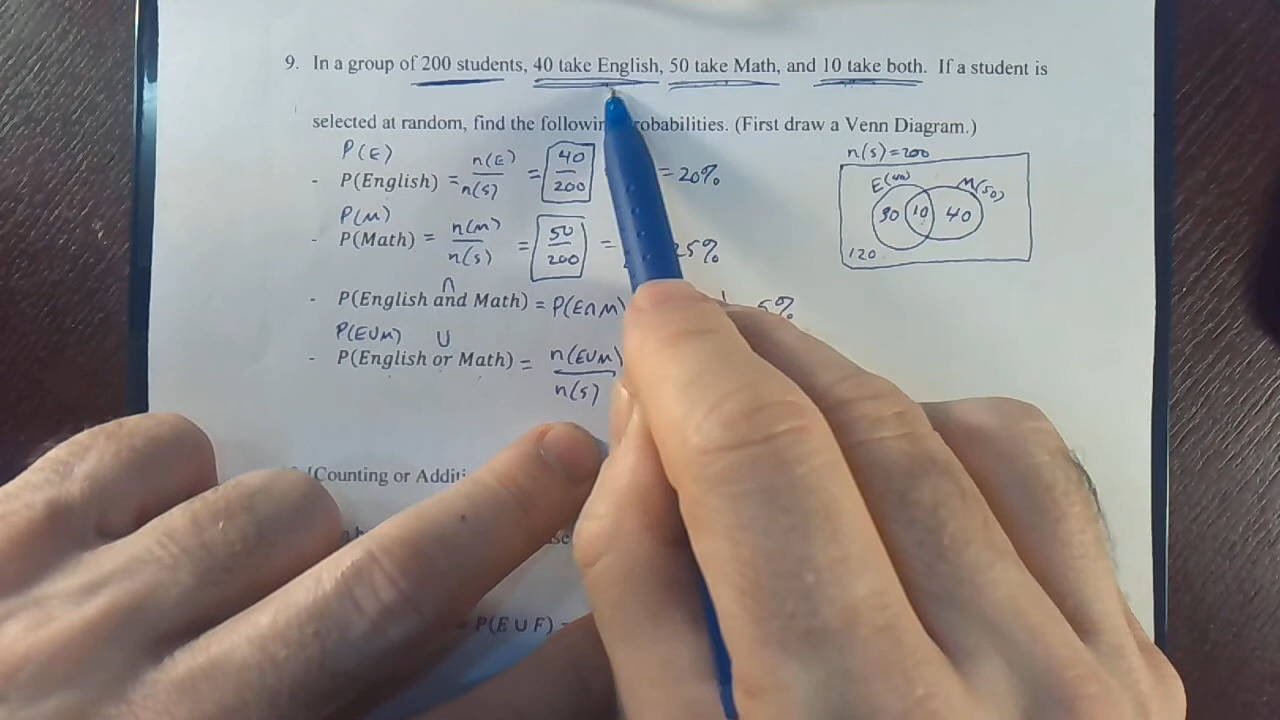 9. In a group of 200 students, 40 take English, 50 take Math, and 10 take both. If a student is
selected at random, find the following probabilities. (First draw a Venn Diagram.)
P(E)
- P(English) = n(E)/n(S) = 40/200 = 20%
P(M)
- P(Math) = n(M)/n(S) = 50/200 = 25%
∩
- P(English and Math) = P(E∩M) 5%
P(E∪M) ∪
- P(English or Math) = n(E∪M)/n(S)
n(S)=200
E(40) M(50)
30 10 40
120
(Counting or Additi
= P(E ∪ F) =